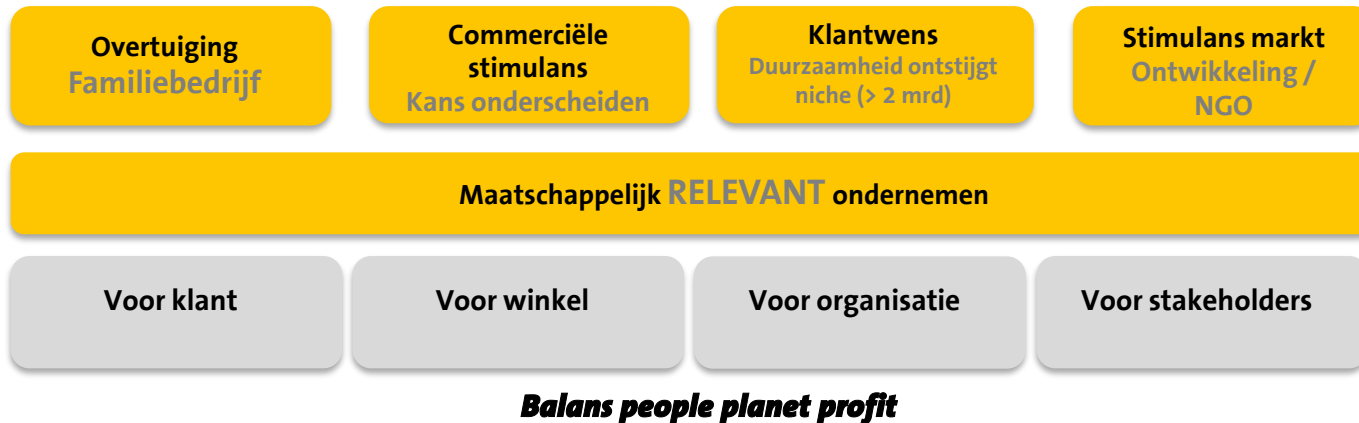 Overtuiging
Familiebedrijf
Commerciële
stimulans
Kans onderscheiden
Klantwens
Duurzaamheid ontstijgt
niche (> 2 mrd)
Stimulans markt
Ontwikkeling /
NGO
Maatschappelijk RELEVANT ondernemen
Voor klant
Voor winkel
Voor organisatie
Voor stakeholders
Balans people planet profit